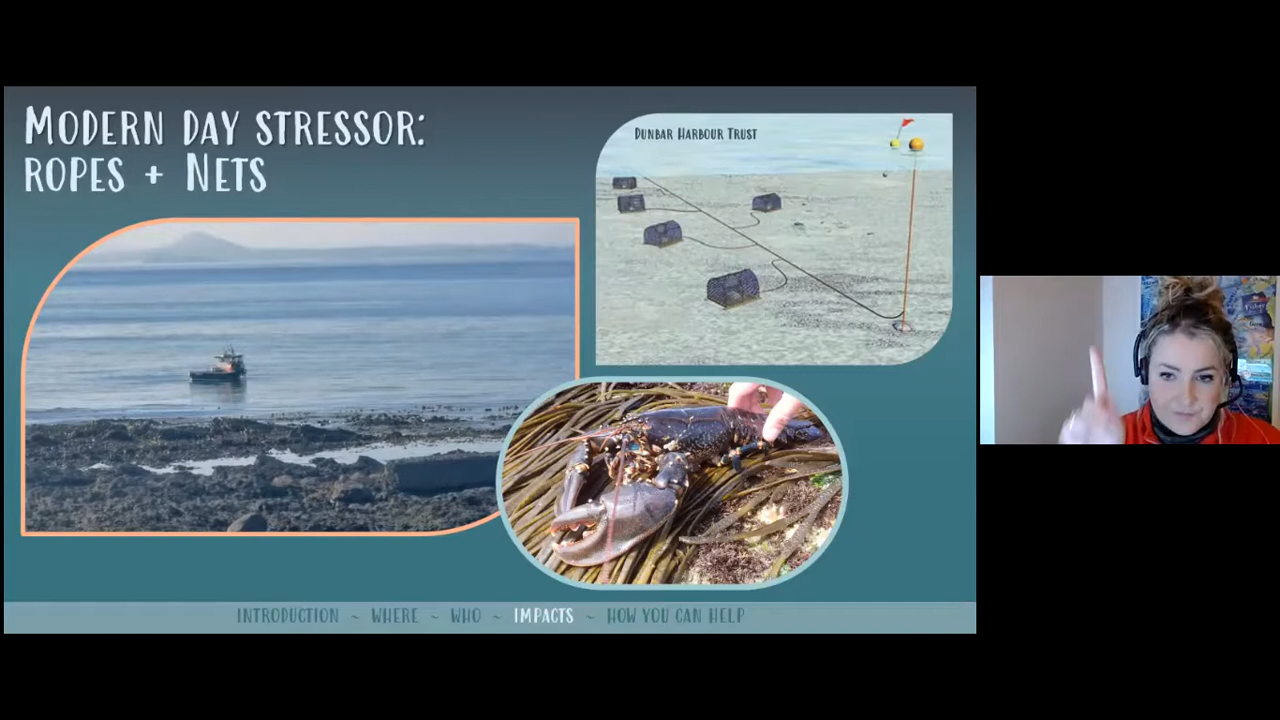 MODERN DAY STRESSOR:
ROPES + NETS
DUNBAR HARBOUR TRUST
INTRODUCTION ~ WHERE ~ WHO ~ IMPACTS ~ HOW YOU CAN HELP